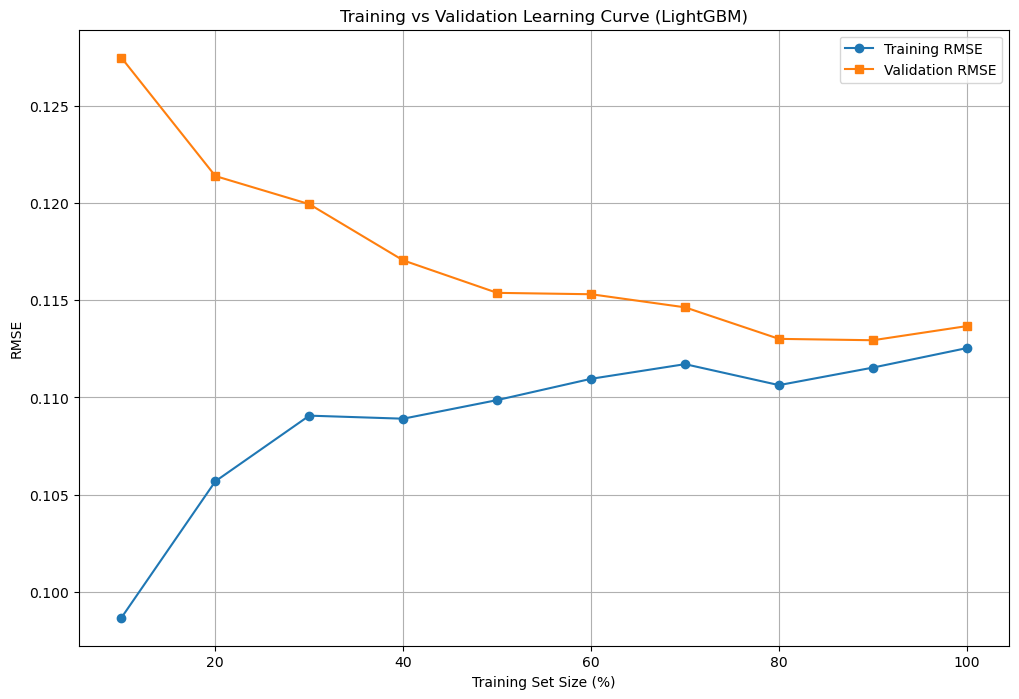 Training vs Validation Learning Curve (LightGBM)
Training RMSE
Validation RMSE
RMSE
0.125
0.120
0.115
0.110
0.105
0.100
20
40
60
80
100
Training Set Size (%)